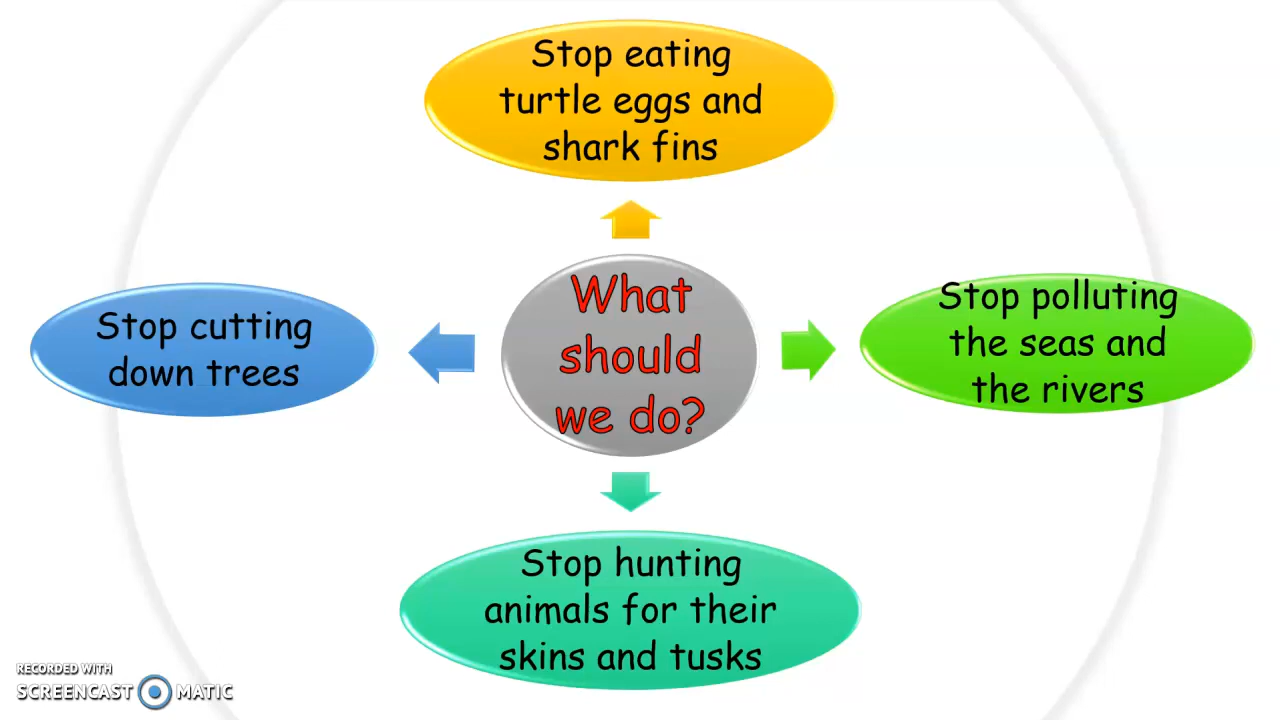 Stop eating
turtle eggs and
shark fins
Stop cutting
down trees
What
should
we do?
Stop polluting
the seas and
the rivers
Stop hunting
animals for their
skins and tusks
RECORDED WITH
SCREENCAST MATIC